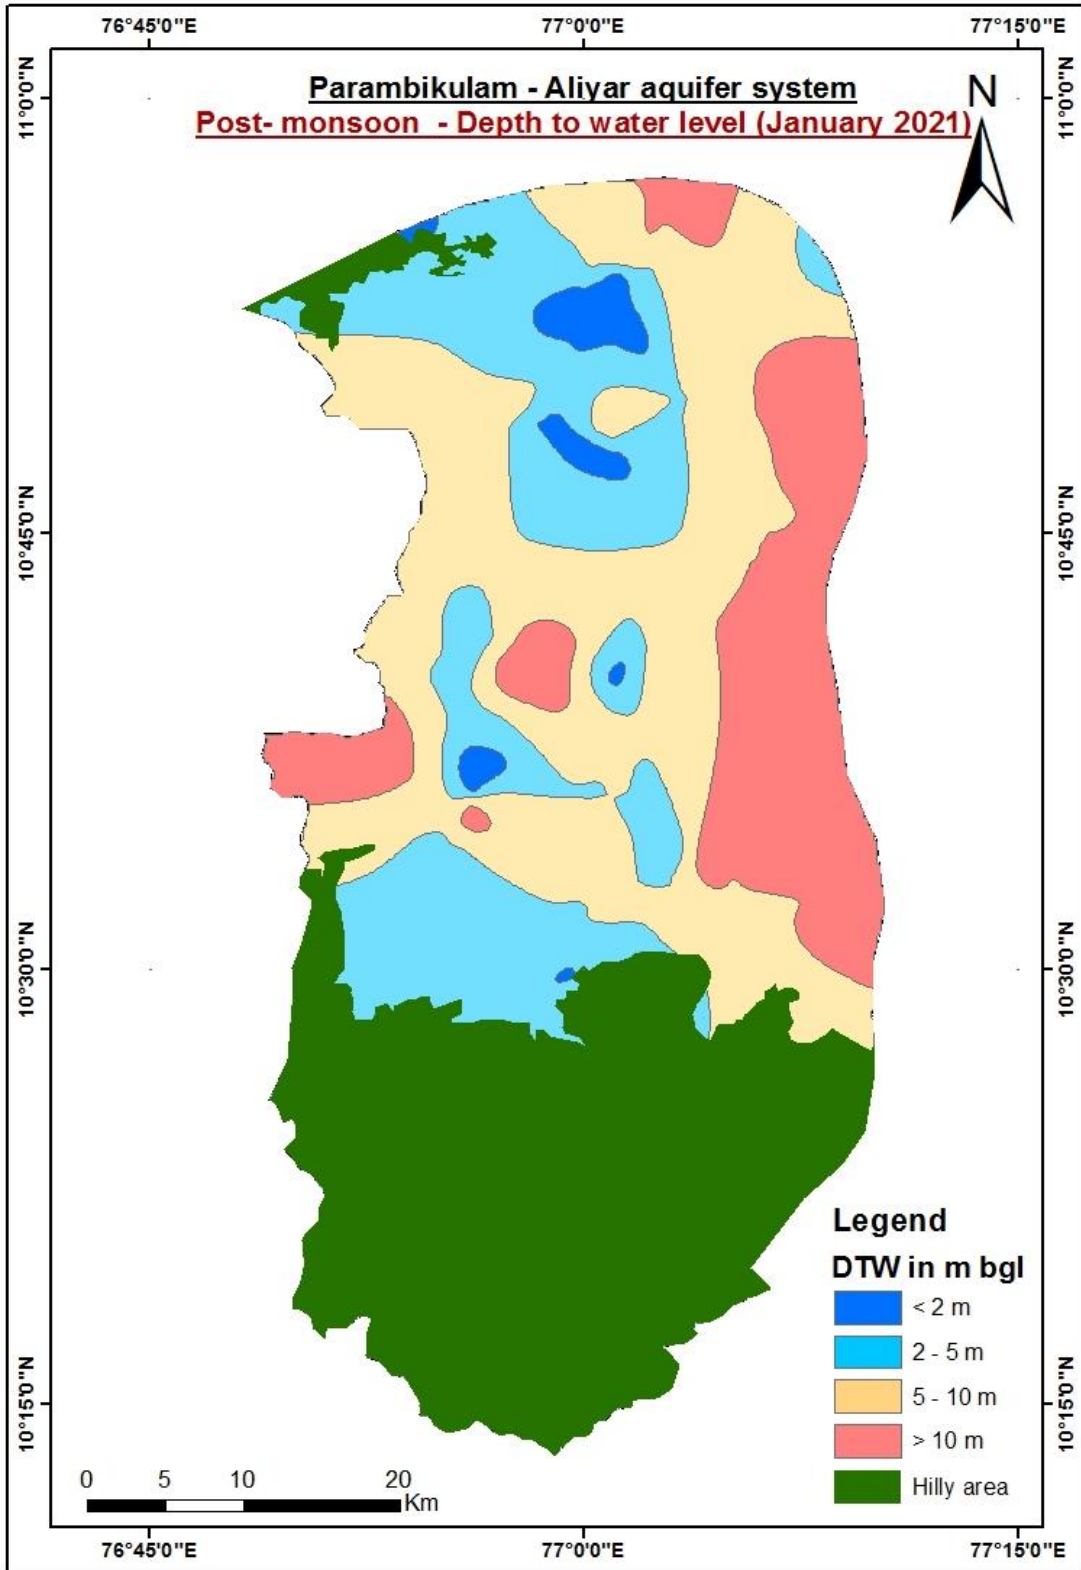 76°45'0"E 77°0'0"E 77°15'0"E
11°0'0"N 11°0'0"N
Parambikulam - Aliyar aquifer system
Post- monsoon - Depth to water level (January 2021)
N
10°45'0"N 10°45'0"N
10°30'0"N 10°30'0"N
10°15'0"N 10°15'0"N
Legend
DTW in m bgl
< 2 m
2 - 5 m
5 - 10 m
> 10 m
Hilly area
0 5 10 20
Km
76°45'0"E 77°0'0"E 77°15'0"E